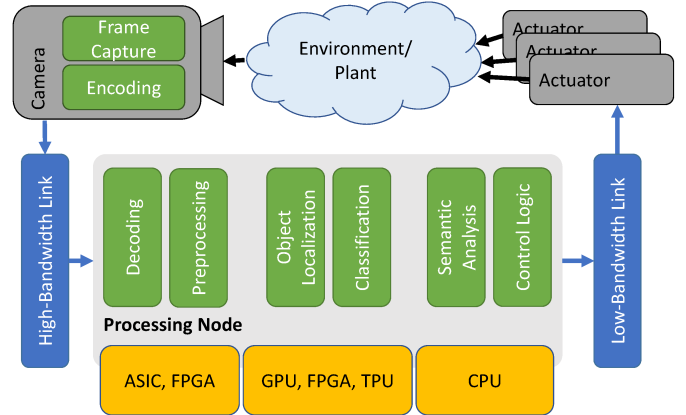 Camera
Frame
Capture
Encoding
Environment/
Plant
Actuator
Actuator
Actuator
High-Bandwidth Link
Decoding
Preprocessing
Object
Localization
Classification
Semantic
Analysis
Control Logic
Low-Bandwidth Link
Processing Node
ASIC, FPGA
GPU, FPGA, TPU
CPU